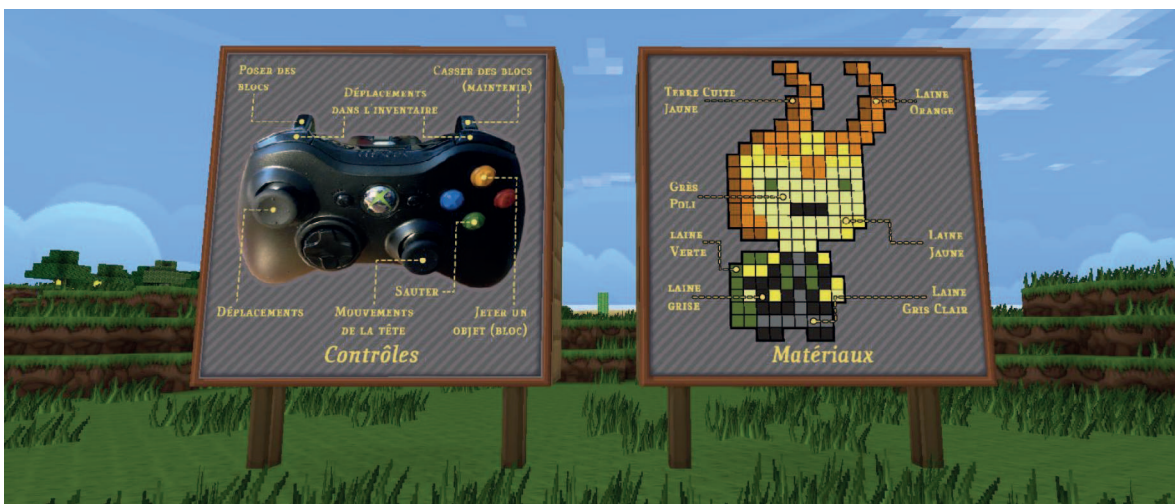 Poser des
blocs
Casser des blocs
(maintenir)
Déplacements
dans l'inventaire
Déplacements
Mouvements
de la tête
Sauter
Jeter un
objet (bloc)
Contrôles
Terre Cuite
Jaune
Laine
Orange
Grès
Poli
Laine
Jaune
laine
Verte
laine
grise
Laine
Gris Clair
Matériaux